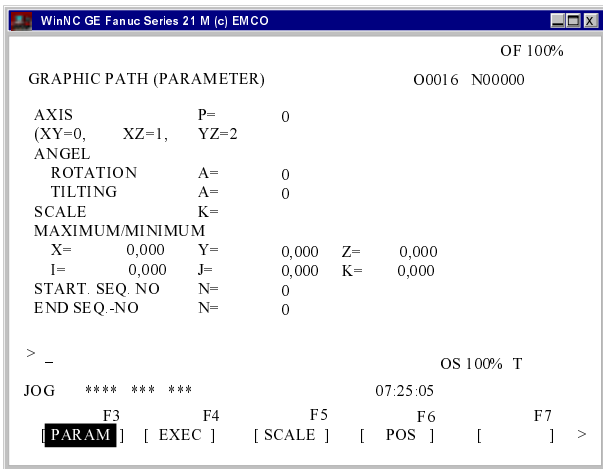 WinNC GE Fanuc Series 21 M (c) EMCO
OF 100%
GRAPHIC PATH (PARAMETER) O0016 N00000
AXIS P= 0
(XY=0, XZ=1, YZ=2
ANGEL
ROTATION A= 0
TILTING A= 0
SCALE K=
MAXIMUM/MINIMUM
X= 0,000 Y= 0,000 Z= 0,000
I= 0,000 J= 0,000 K= 0,000
START. SEQ. NO N= 0
END SEQ.-NO N= 0
> _
OS 100% T
JOG **** *** *** 07:25:05
F3 F4 F5 F6 F7
[ PARAM ] [ EXEC ] [ SCALE ] [ POS ] [ ] >